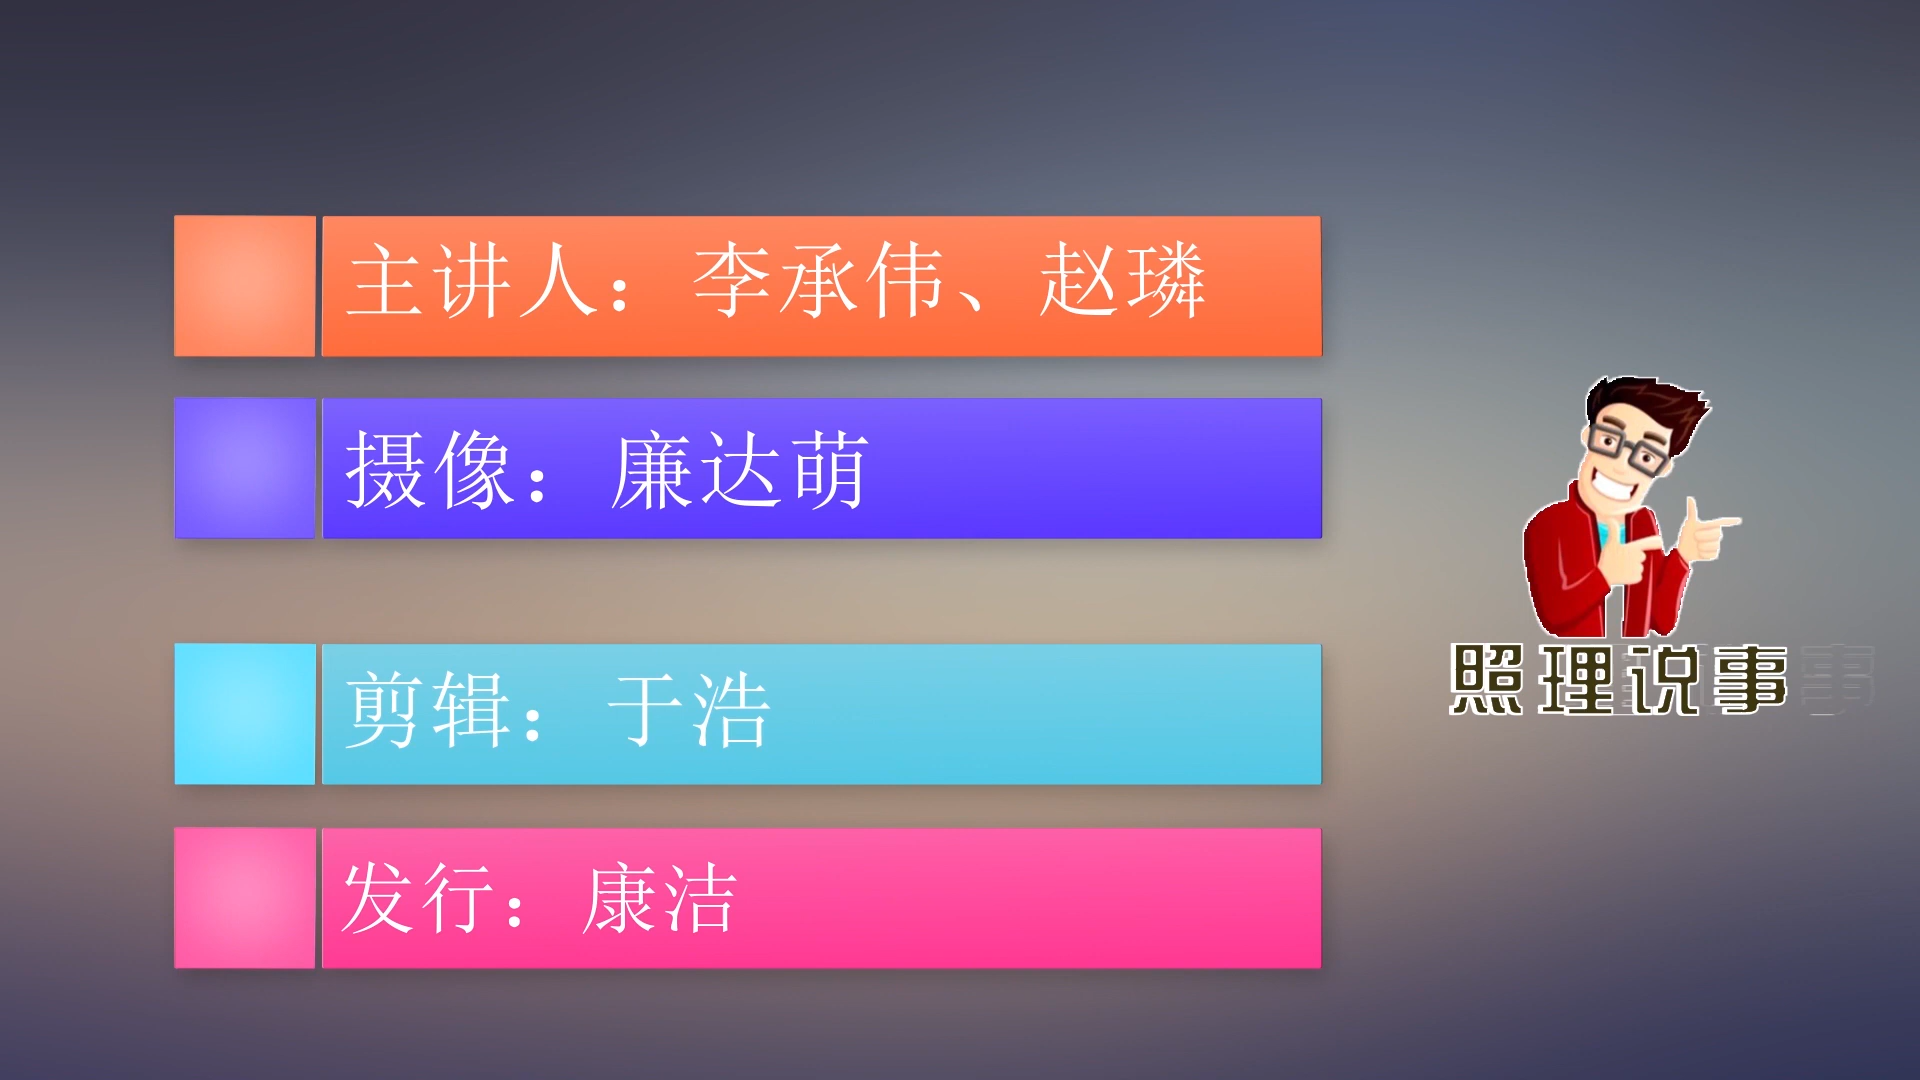 主讲人：李承伟、赵璘
摄像：廉达萌
剪辑：于浩
发行：康洁
照理说事